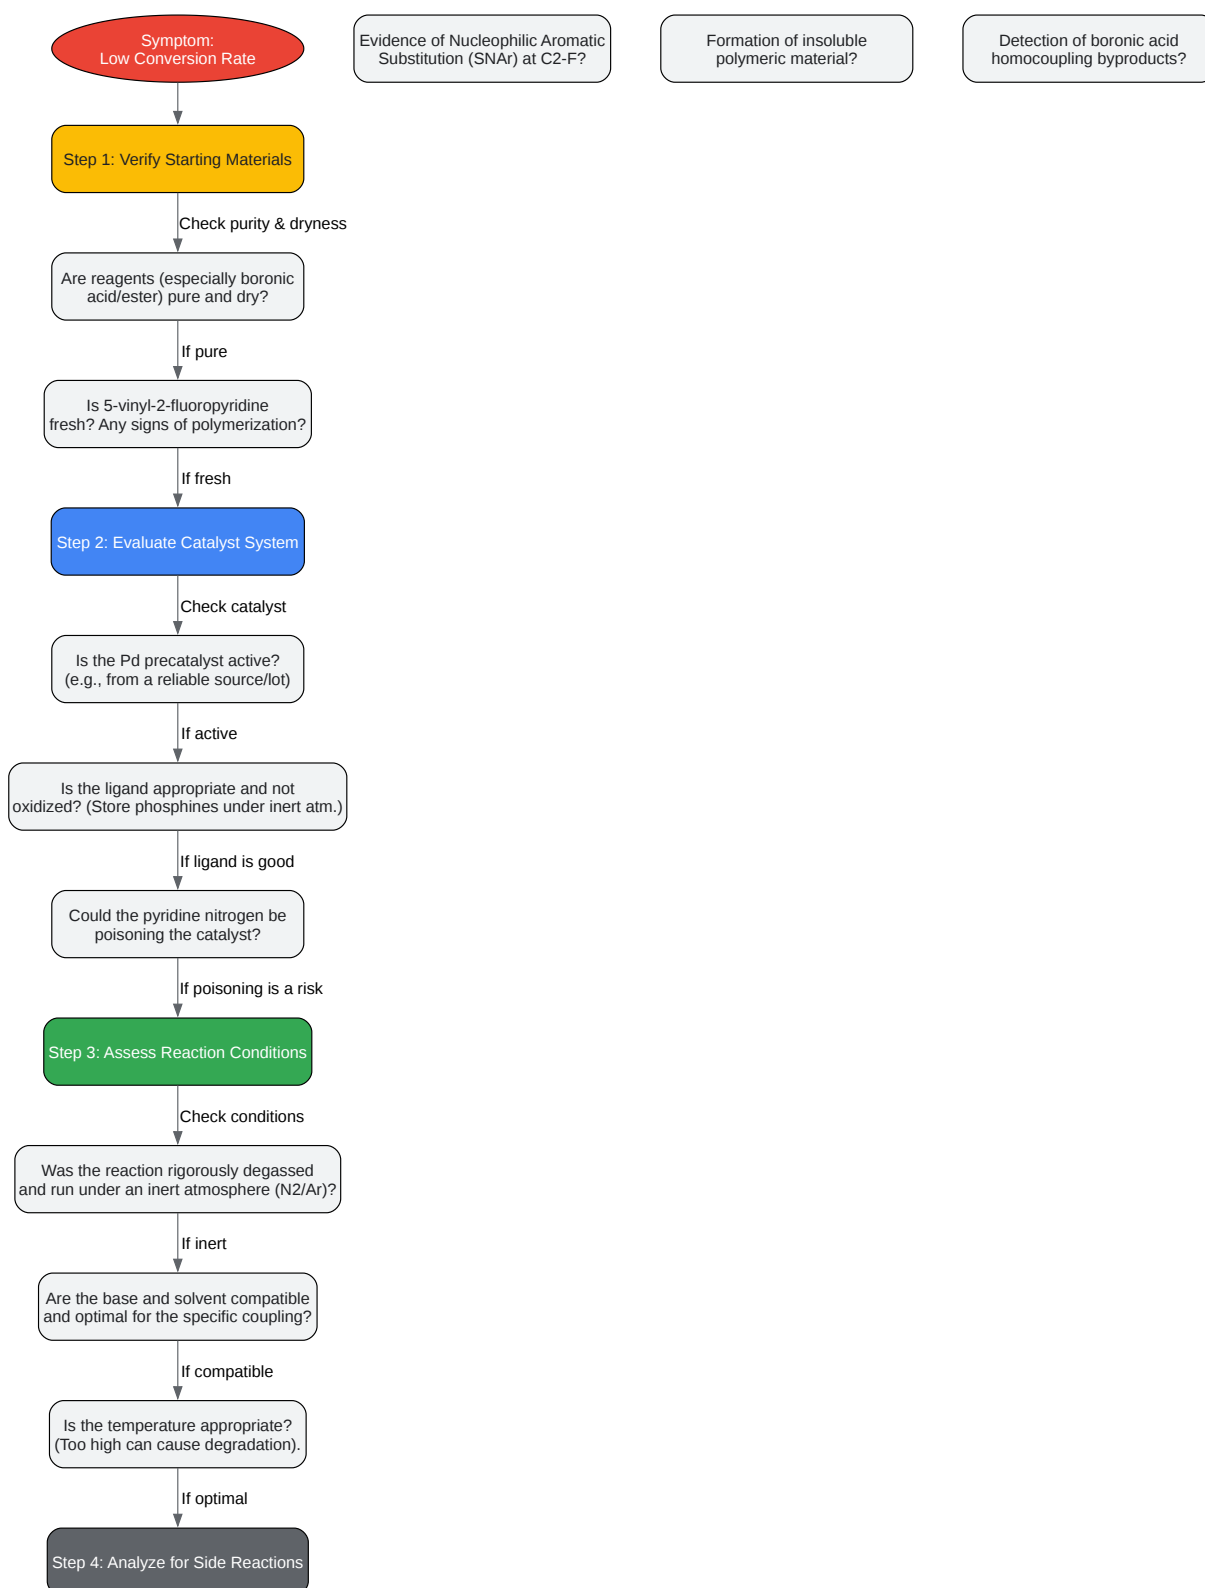 Symptom:
Low Conversion Rate
Evidence of Nucleophilic Aromatic
Substitution (SNAr) at C2-F?
Formation of insoluble
polymeric material?
Detection of boronic acid
homocoupling byproducts?
Step 1: Verify Starting Materials
Check purity & dryness
Are reagents (especially boronic
acid/ester) pure and dry?
If pure
Is 5-vinyl-2-fluoropyridine
fresh? Any signs of polymerization?
If fresh
Step 2: Evaluate Catalyst System
Check catalyst
Is the Pd precatalyst active?
(e.g., from a reliable source/lot)
If active
Is the ligand appropriate and not
oxidized? (Store phosphines under inert atm.)
If ligand is good
Could the pyridine nitrogen be
poisoning the catalyst?
If poisoning is a risk
Step 3: Assess Reaction Conditions
Check conditions
Was the reaction rigorously degassed
and run under an inert atmosphere (N2/Ar)?
If inert
Are the base and solvent compatible
and optimal for the specific coupling?
If compatible
Is the temperature appropriate?
(Too high can cause degradation).
If optimal
Step 4: Analyze for Side Reactions